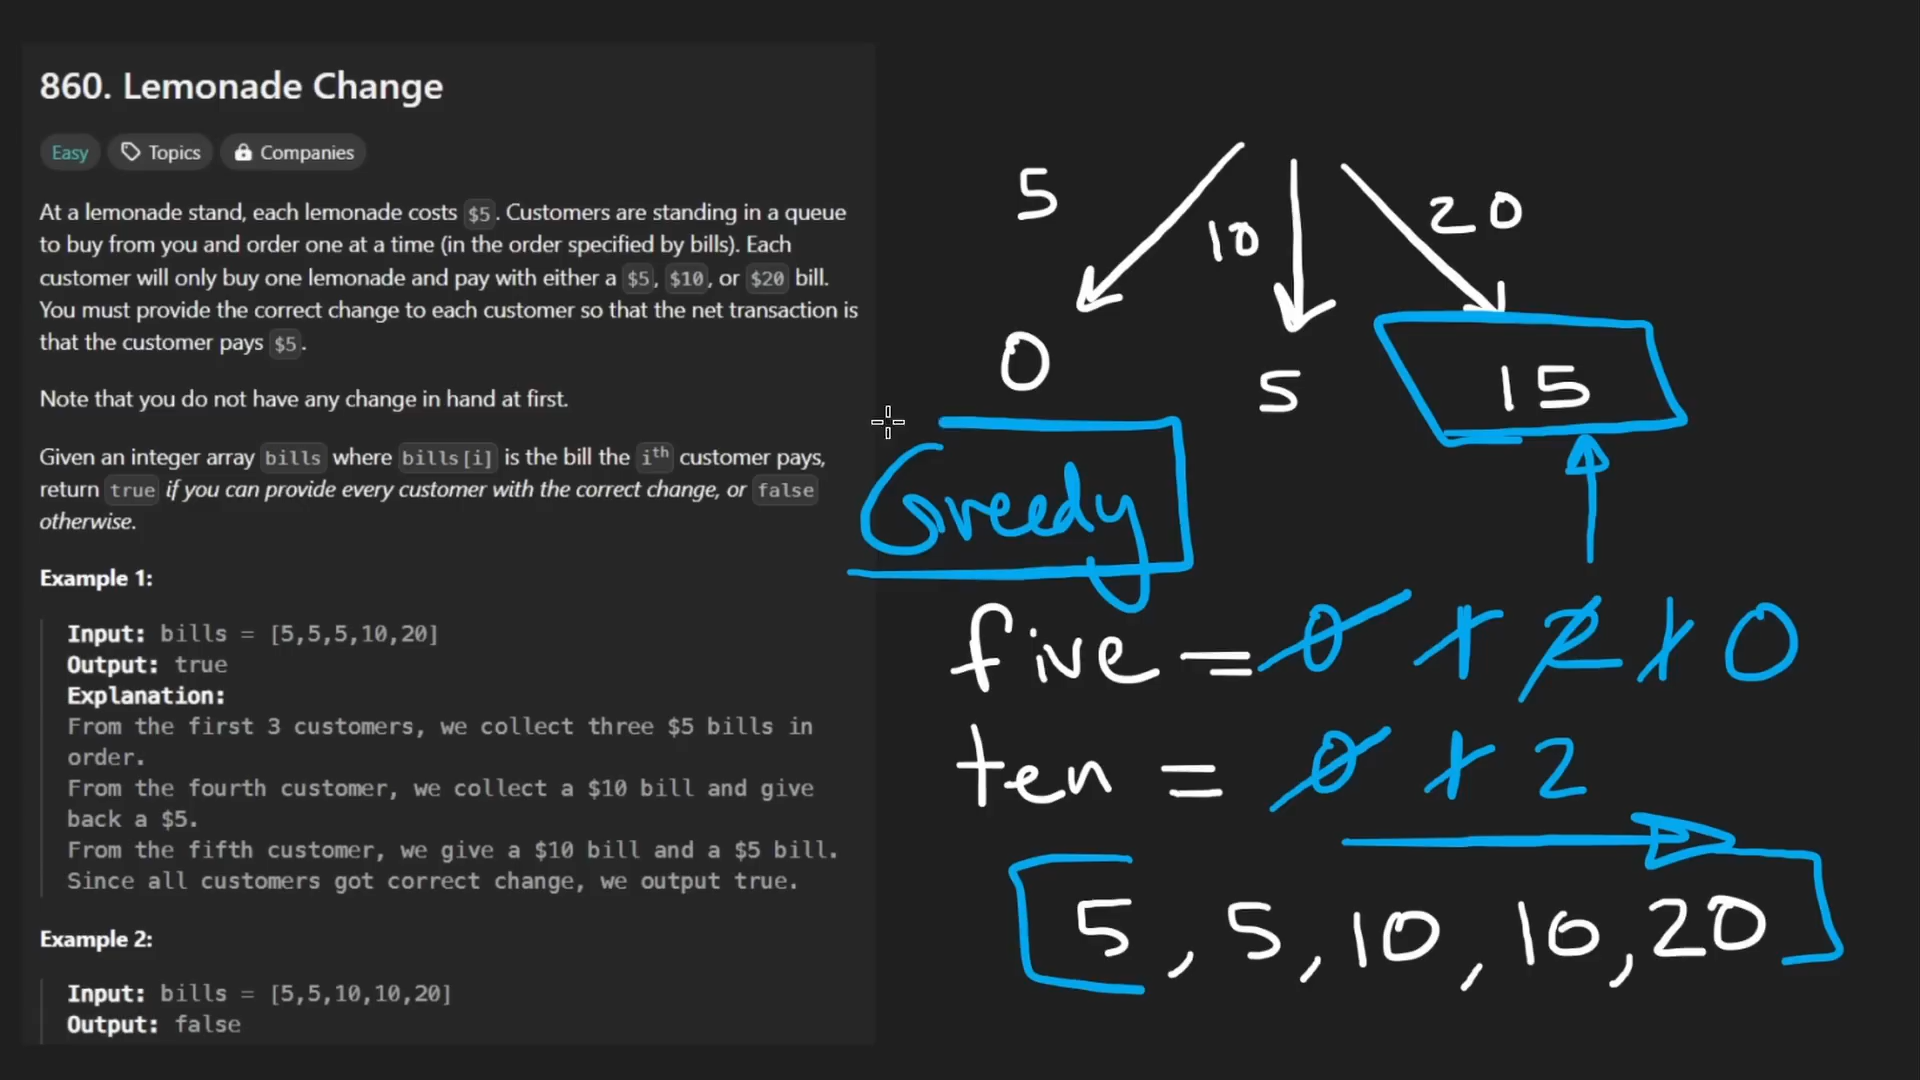 860. Lemonade Change
Easy Topics Companies
At a lemonade stand, each lemonade costs $5. Customers are standing in a queue
to buy from you and order one at a time (in the order specified by bills). Each
customer will only buy one lemonade and pay with either a $5, $10, or $20 bill.
You must provide the correct change to each customer so that the net transaction is
that the customer pays $5.
Note that you do not have any change in hand at first.
Given an integer array bills where bills[i] is the bill the ith customer pays,
return true if you can provide every customer with the correct change, or false
otherwise.
Example 1:
Input: bills = [5,5,5,10,20]
Output: true
Explanation:
From the first 3 customers, we collect three $5 bills in
order.
From the fourth customer, we collect a $10 bill and give
back a $5.
From the fifth customer, we give a $10 bill and a $5 bill.
Since all customers got correct change, we output true.
Example 2:
Input: bills = [5,5,10,10,20]
Output: false
5 10 20
0 5 15
Greedy
five = 0 1 2 1 0
ten = 0 1 2
[5, 5, 10, 10, 20]